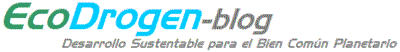 EcoDrogen-blog
Desarrollo Sustentable para el Bien Común Planetario